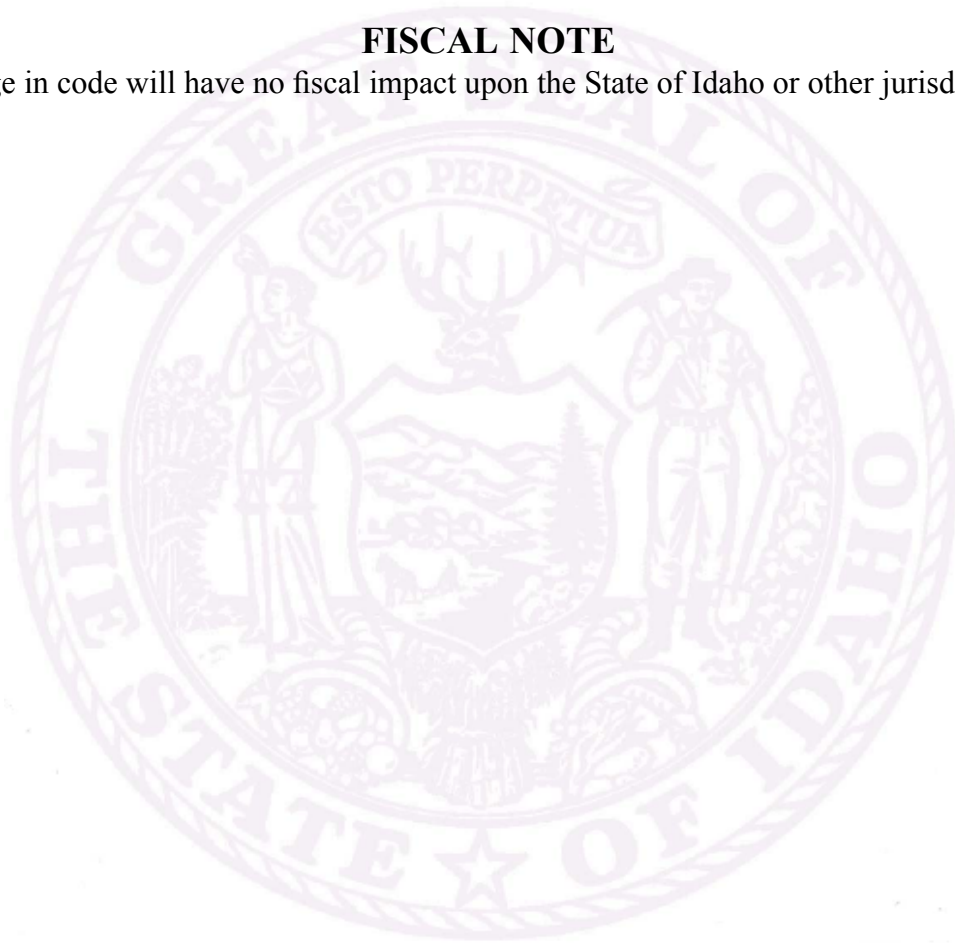 FISCAL NOTE
e in code will have no fiscal impact upon the State of Idaho or other jurisd
GREAT SEAL OF
ESTO PERPETUA
THE STATE OF IDAHO